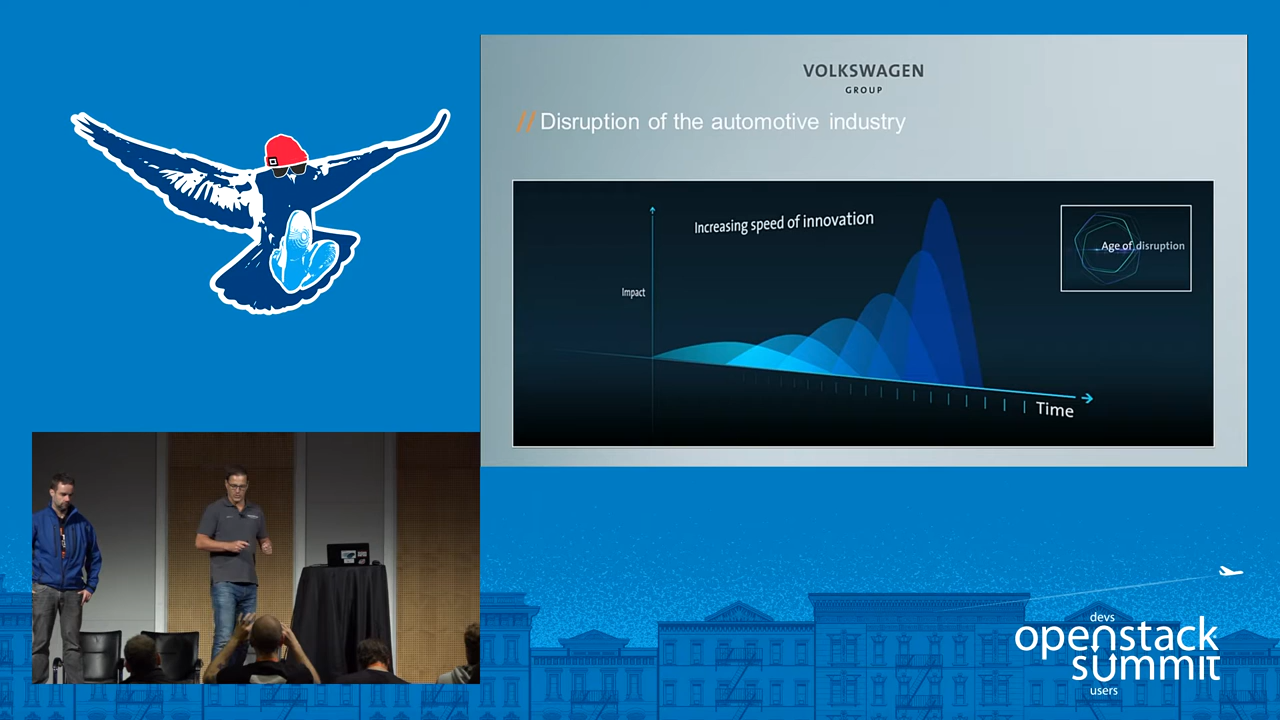 VOLKSWAGEN
GROUP
// Disruption of the automotive industry
Increasing speed of innovation
Age of disruption
Impact
Time
devs
openstack
summit
users